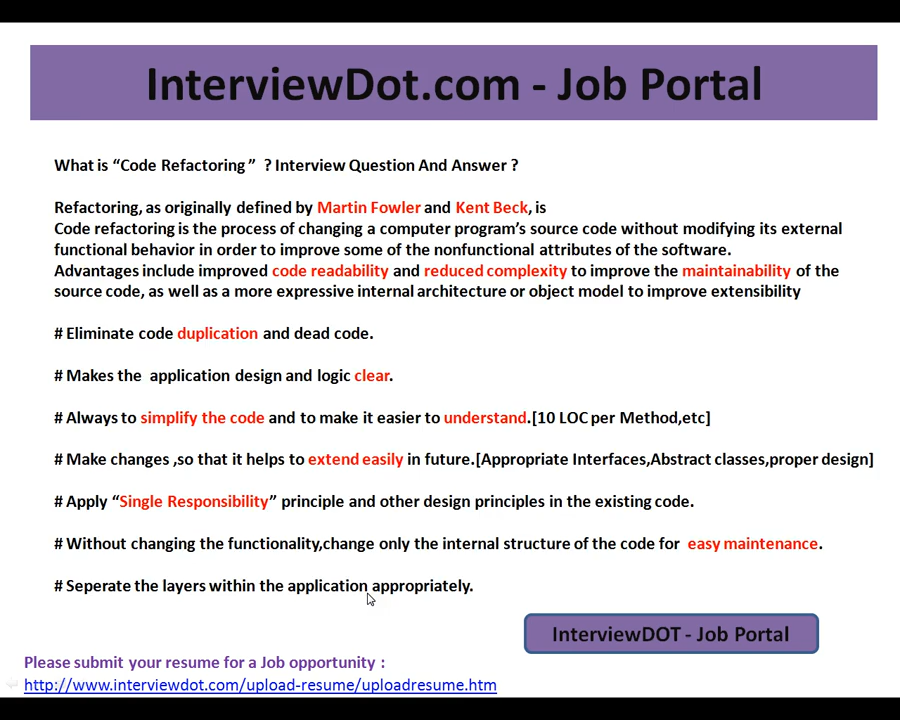 InterviewDot.com - Job Portal
What is “Code Refactoring ” ? Interview Question And Answer ?
Refactoring, as originally defined by Martin Fowler and Kent Beck, is
Code refactoring is the process of changing a computer program’s source code without modifying its external
functional behavior in order to improve some of the nonfunctional attributes of the software.
Advantages include improved code readability and reduced complexity to improve the maintainability of the
source code, as well as a more expressive internal architecture or object model to improve extensibility
# Eliminate code duplication and dead code.
# Makes the application design and logic clear.
# Always to simplify the code and to make it easier to understand.[10 LOC per Method,etc]
# Make changes ,so that it helps to extend easily in future.[Appropriate Interfaces,Abstract classes,proper design]
# Apply “Single Responsibility” principle and other design principles in the existing code.
# Without changing the functionality,change only the internal structure of the code for easy maintenance.
# Seperate the layers within the application appropriately.
InterviewDOT - Job Portal
Please submit your resume for a Job opportunity :
http://www.interviewdot.com/upload-resume/uploadresume.htm